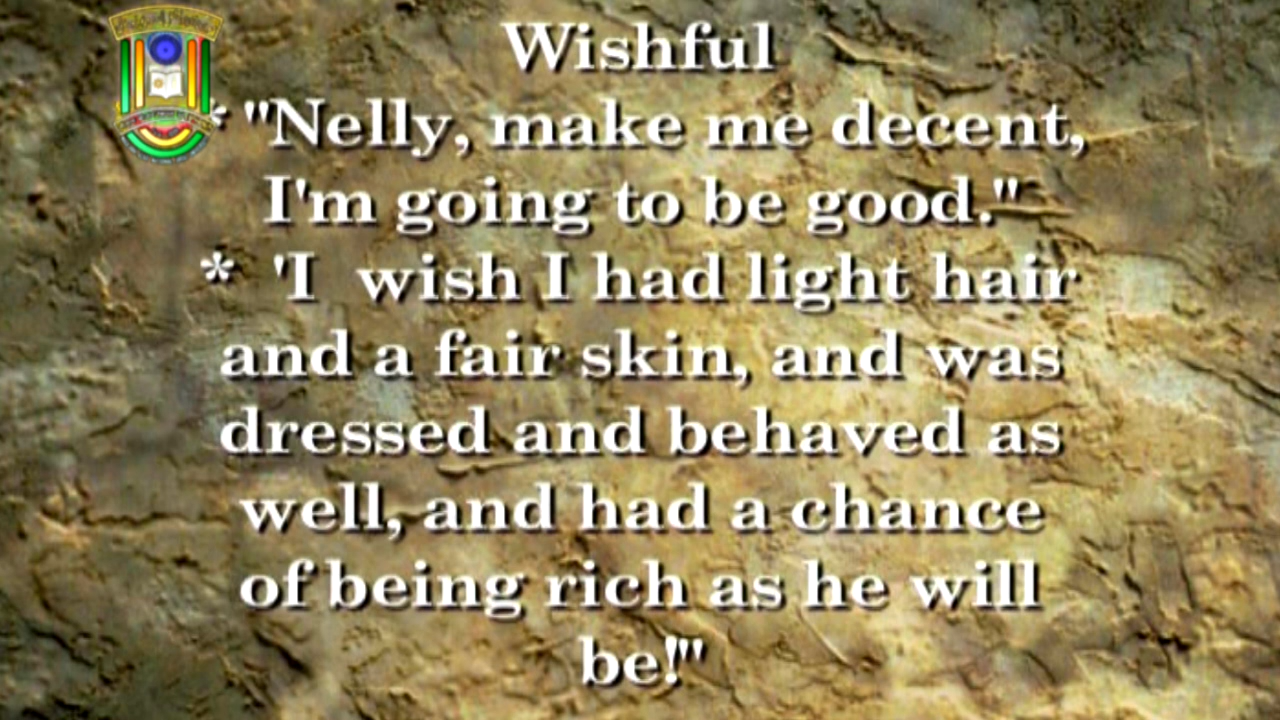 Wishful
* "Nelly, make me decent,
I'm going to be good."
* 'I wish I had light hair
and a fair skin, and was
dressed and behaved as
well, and had a chance
of being rich as he will
be!'"